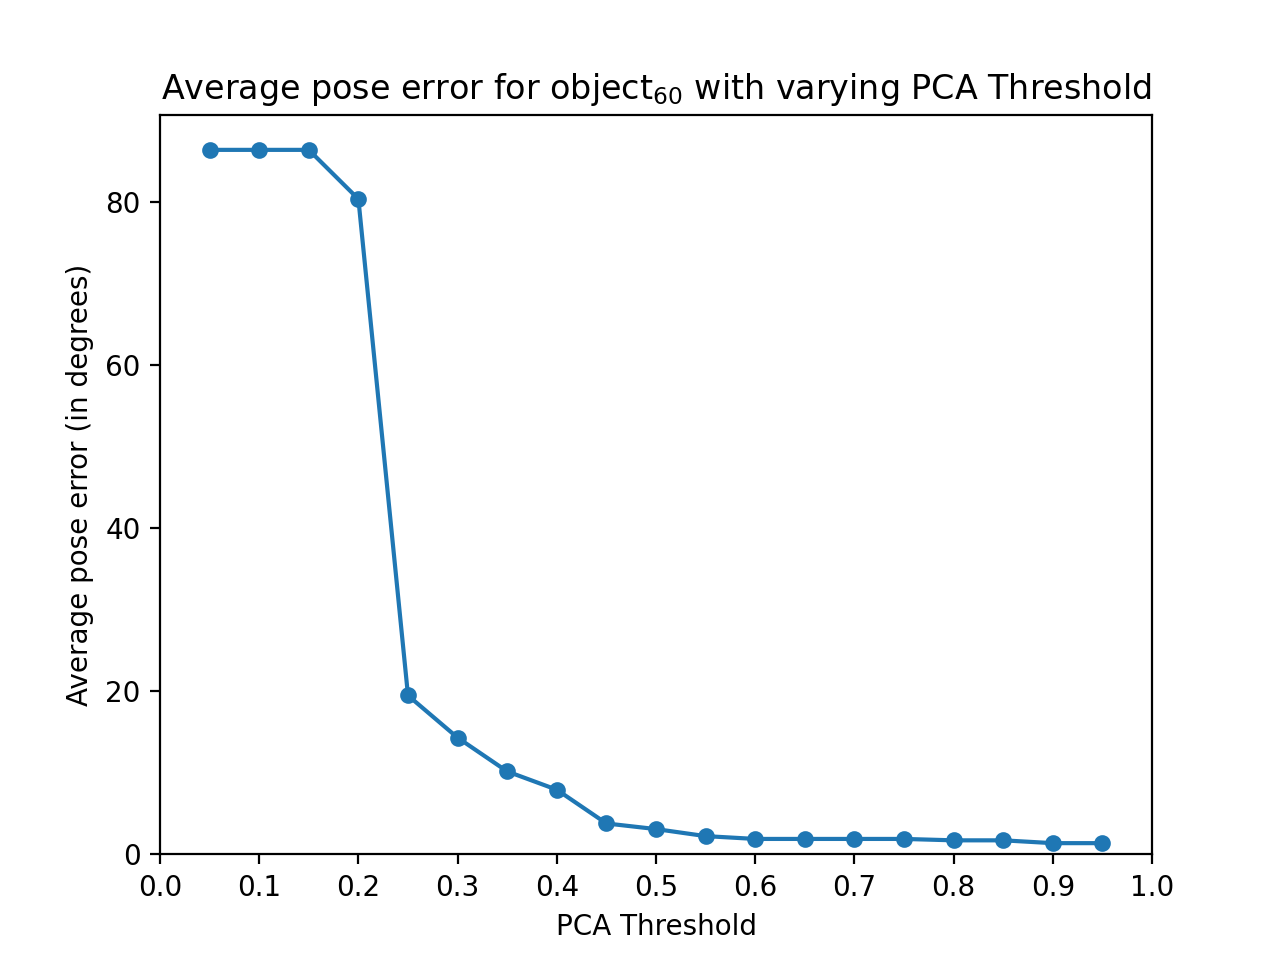 Average pose error for object₆₀ with varying PCA Threshold
Average pose error (in degrees)
80
60
40
20
0
0.0 0.1 0.2 0.3 0.4 0.5 0.6 0.7 0.8 0.9 1.0
PCA Threshold